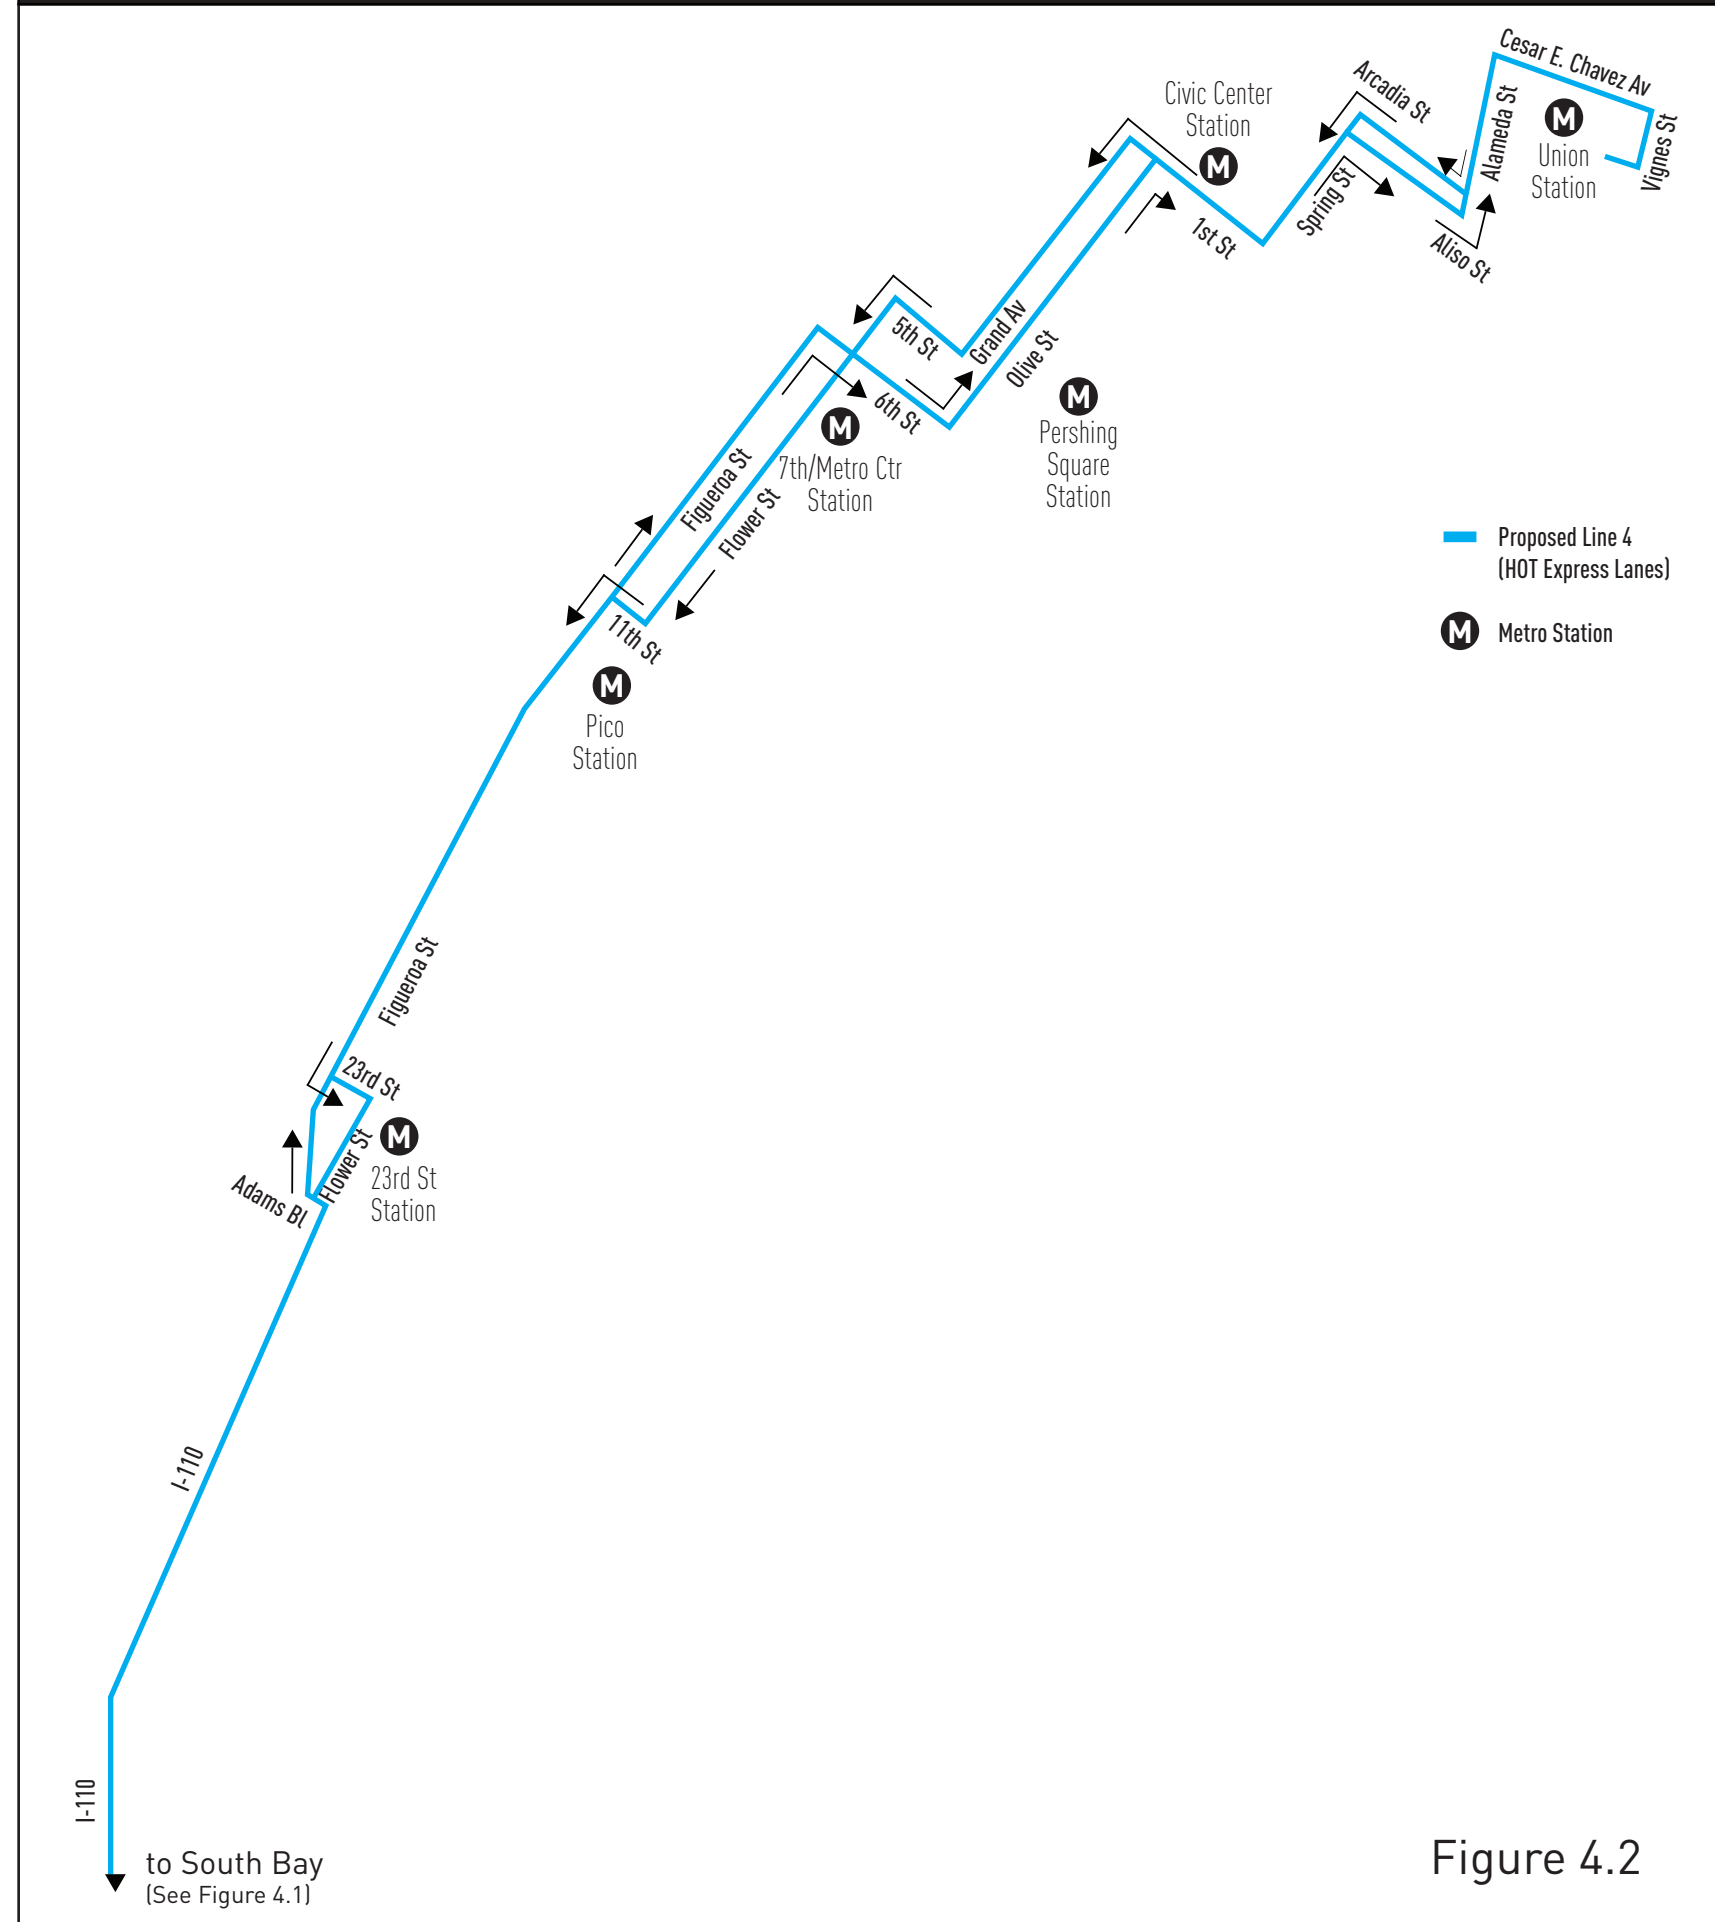 Cesar E. Chavez Av
Arcadia St
Alameda St
Vignes St
M
Union
Station
Civic Center
Station
M
Spring St
Aliso St
1st St
5th St
Grand Av
Olive St
6th St
M
Pershing
Square
Station
M
7th/Metro Ctr
Station
Figueroa St
Flower St
Proposed Line 4
(HOT Express Lanes)
M
Metro Station
11th St
M
Pico
Station
Figueroa St
23rd St
M
23rd St
Station
Flower St
Adams Bl
I-110
I-110
to South Bay
(See Figure 4.1)
Figure 4.2